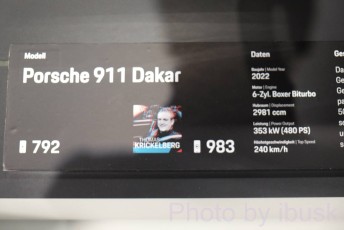 Modell
Porsche 911 Dakar
792
THOMAS
KRICKELBERG
983
Daten
Baujahr | Model Year
2022
Motor | Engine
6-Zyl. Boxer Biturbo
Hubraum | Displacement
2981 ccm
Leistung | Power Output
353 kW (480 PS)
Höchstgeschwindigkeit | Top Speed
240 km/h
Photo by ibusk